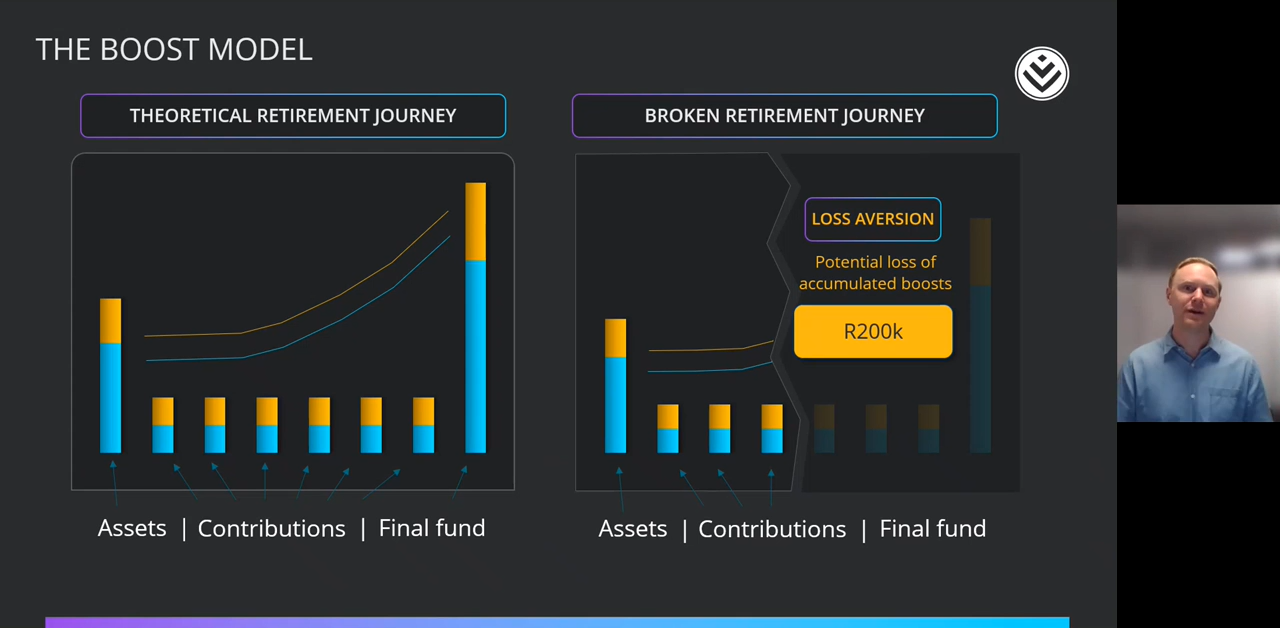 THE BOOST MODEL
THEORETICAL RETIREMENT JOURNEY
Assets | Contributions | Final fund
BROKEN RETIREMENT JOURNEY
LOSS AVERSION
Potential loss of
accumulated boosts
R200k
Assets | Contributions | Final fund